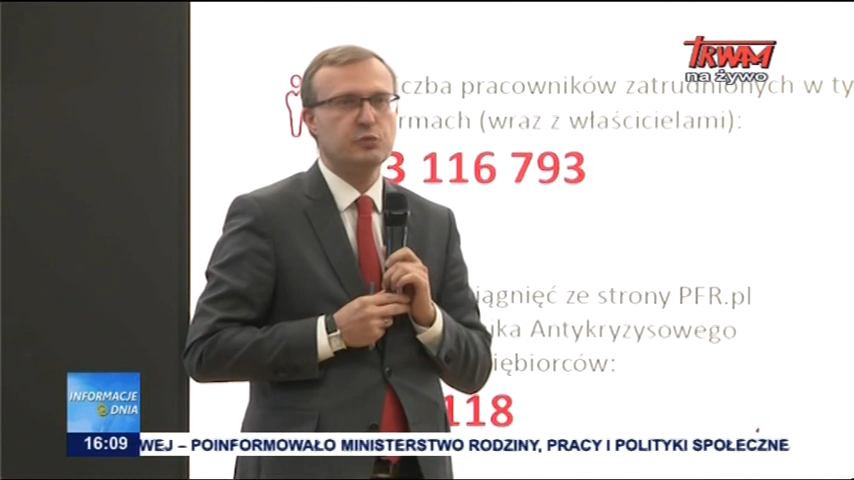 TRWAM
na żywo
czba pracowników zatrudnionych w ty
rmach (wraz z właścicielami):
3 116 793
iągnięć ze strony PFR.pl
ka Antykryzysowego
iębiorców:
118
INFORMACJE
DNIA
16:09
WEJ – POINFORMOWAŁO MINISTERSTWO RODZINY, PRACY I POLITYKI SPOŁECZNE